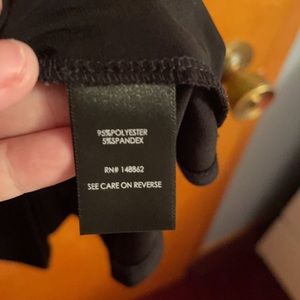 95%POLYESTER
5%SPANDEX
RN# 148862
SEE CARE ON REVERSE